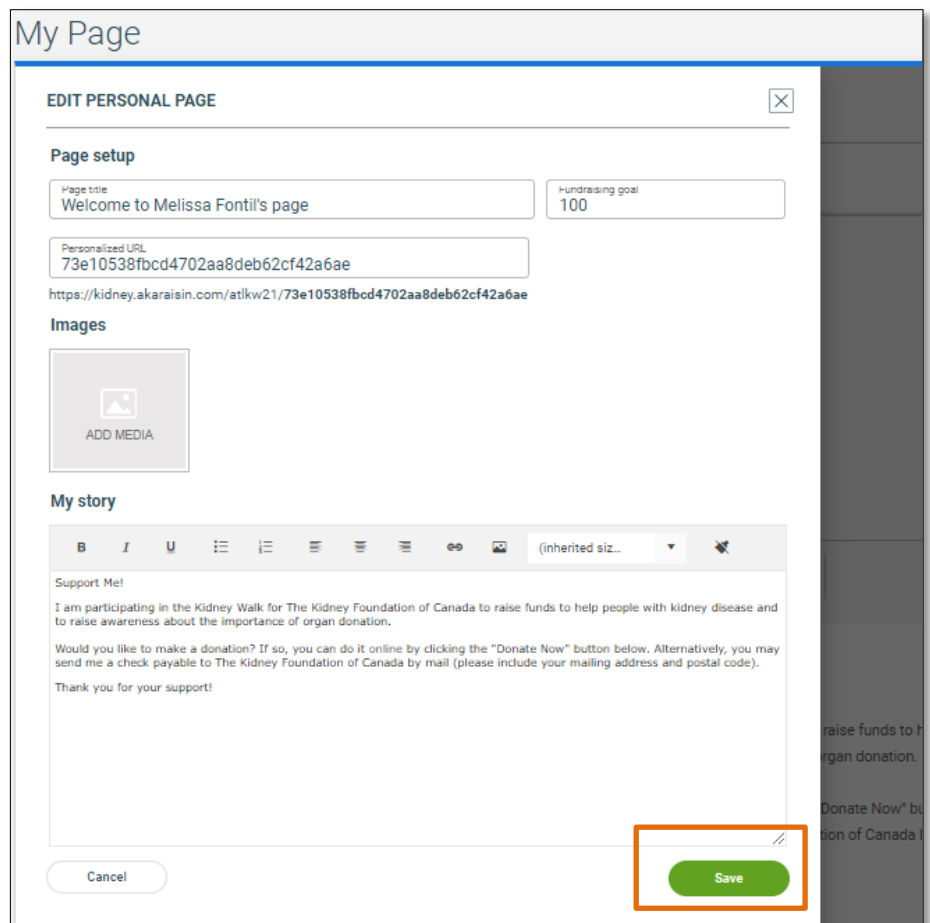 My Page
EDIT PERSONAL PAGE
Page setup
Page title
Welcome to Melissa Fontil's page
Fundraising goal
100
Personalized URL
73e10538fbcd4702aa8deb62cf42a6ae
https://kidney.akaraisin.com/atlkw21/73e10538fbcd4702aa8deb62cf42a6ae
Images
ADD MEDIA
My story
B I U (inherited siz...
Support Me!
I am participating in the Kidney Walk for The Kidney Foundation of Canada to raise funds to help people with kidney disease and
to raise awareness about the importance of organ donation.
Would you like to make a donation? If so, you can do it online by clicking the "Donate Now" button below. Alternatively, you may
send me a check payable to The Kidney Foundation of Canada by mail (please include your mailing address and postal code).
Thank you for your support!
raise funds to
organ donation.
Donate Now"
tion of Canada
Cancel
Save